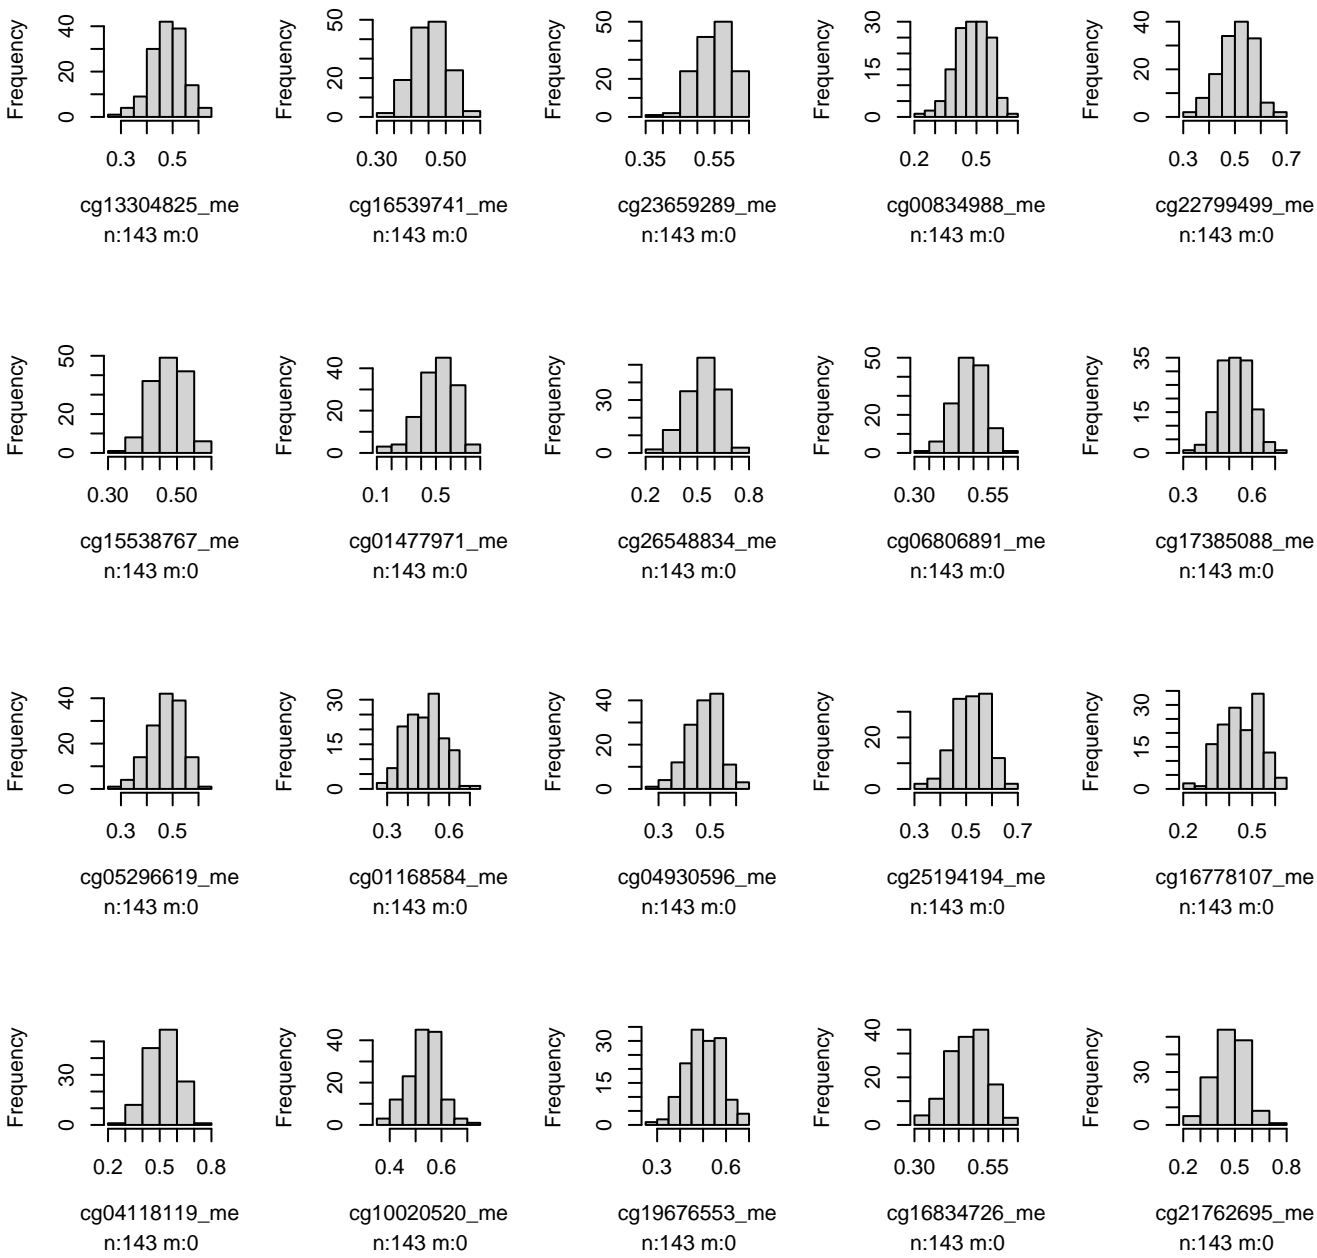 Frequency
0 20 40
0.3 0.5
cg13304825_me
n:143 m:0
Frequency
0 20 50
0.30 0.50
cg16539741_me
n:143 m:0
Frequency
0 20 50
0.35 0.55
cg23659289_me
n:143 m:0
Frequency
0 15 30
0.2 0.5
cg00834988_me
n:143 m:0
Frequency
0 20 40
0.3 0.5 0.7
cg22799499_me
n:143 m:0
Frequency
0 20 50
0.30 0.50
cg15538767_me
n:143 m:0
Frequency
0 20 40
0.1 0.5
cg01477971_me
n:143 m:0
Frequency
0 30
0.2 0.5 0.8
cg26548834_me
n:143 m:0
Frequency
0 20 50
0.30 0.55
cg06806891_me
n:143 m:0
Frequency
0 15 35
0.3 0.6
cg17385088_me
n:143 m:0
Frequency
0 20 40
0.3 0.5
cg05296619_me
n:143 m:0
Frequency
0 15 30
0.3 0.6
cg01168584_me
n:143 m:0
Frequency
0 20 40
0.3 0.5
cg04930596_me
n:143 m:0
Frequency
0 20
0.3 0.5 0.7
cg25194194_me
n:143 m:0
Frequency
0 15 30
0.2 0.5
cg16778107_me
n:143 m:0
Frequency
0 30
0.2 0.5 0.8
cg04118119_me
n:143 m:0
Frequency
0 20 40
0.4 0.6
cg10020520_me
n:143 m:0
Frequency
0 15 30
0.3 0.6
cg19676553_me
n:143 m:0
Frequency
0 20 40
0.30 0.55
cg16834726_me
n:143 m:0
Frequency
0 30
0.2 0.5 0.8
cg21762695_me
n:143 m:0